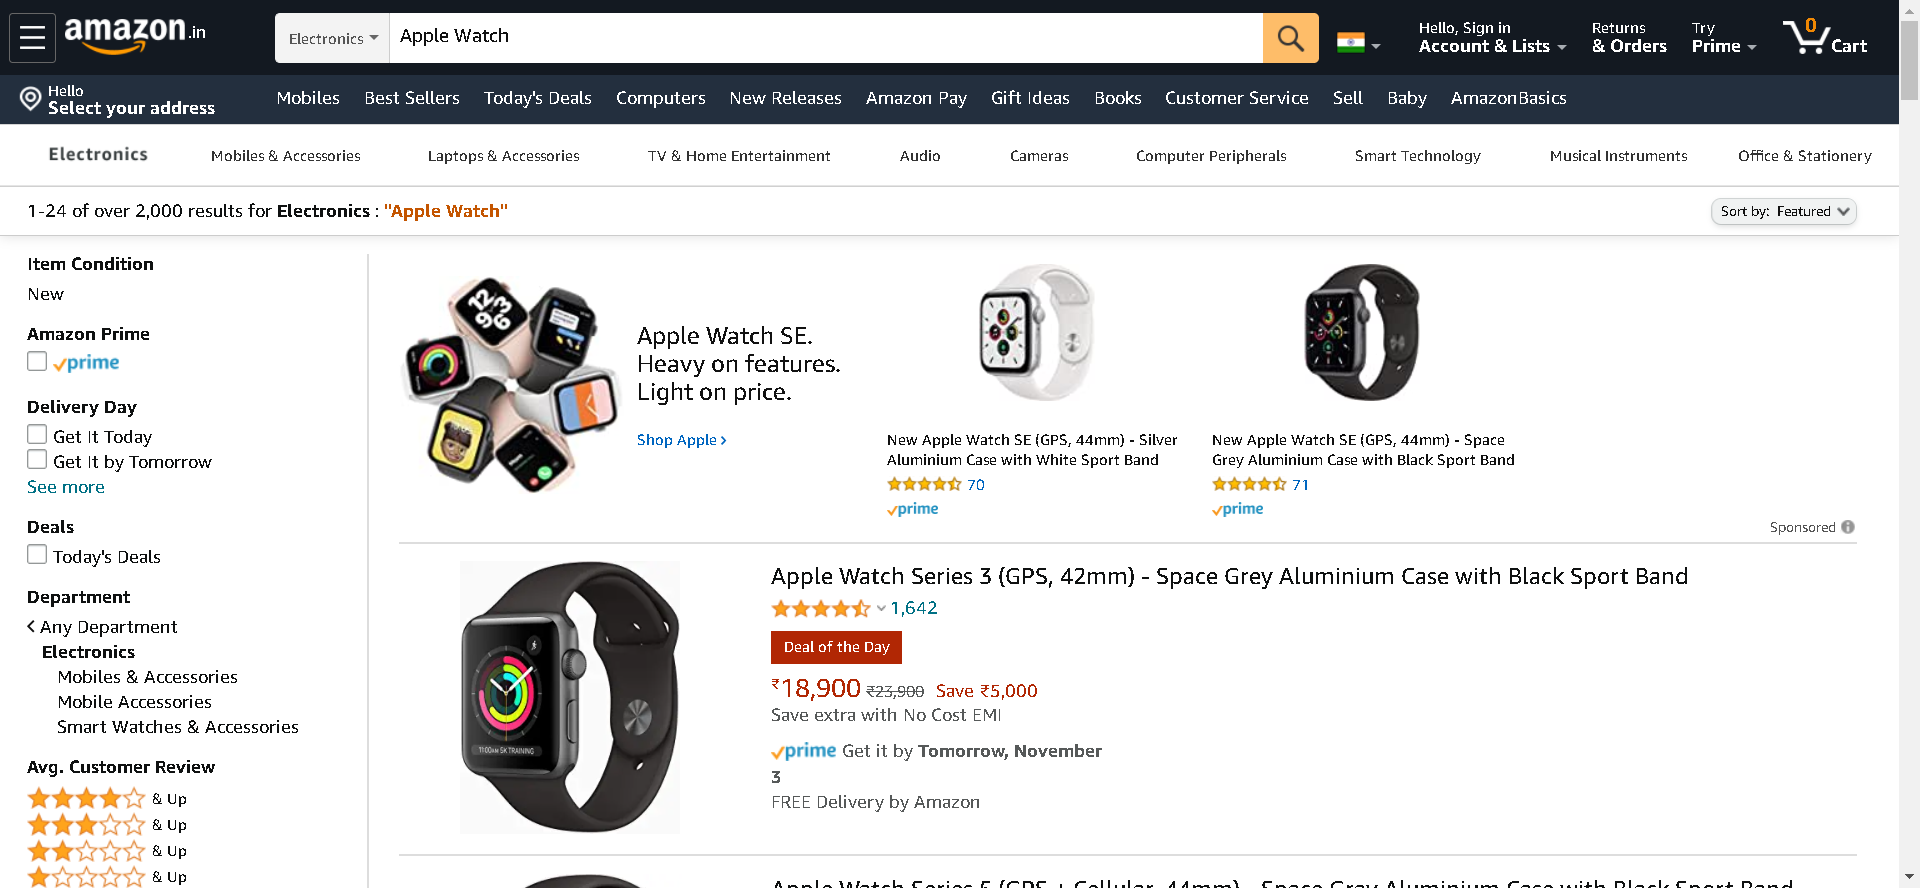 amazon.in
Electronics
Apple Watch
Hello, Sign in
Account & Lists
Returns
& Orders
Try
Prime
0
Cart
Hello
Select your address
Mobiles
Best Sellers
Today's Deals
Computers
New Releases
Amazon Pay
Gift Ideas
Books
Customer Service
Sell
Baby
AmazonBasics
Electronics
Mobiles & Accessories
Laptops & Accessories
TV & Home Entertainment
Audio
Cameras
Computer Peripherals
Smart Technology
Musical Instruments
Office & Stationery
1-24 of over 2,000 results for Electronics : "Apple Watch"
Sort by: Featured
Item Condition
New
Amazon Prime
prime
Delivery Day
Get It Today
Get It by Tomorrow
See more
Deals
Today's Deals
Department
Any Department
Electronics
Mobiles & Accessories
Mobile Accessories
Smart Watches & Accessories
Avg. Customer Review
& Up
& Up
& Up
& Up
Apple Watch SE.
Heavy on features.
Light on price.
Shop Apple ›
New Apple Watch SE (GPS, 44mm) - Silver
Aluminium Case with White Sport Band
70
prime
New Apple Watch SE (GPS, 44mm) - Space
Grey Aluminium Case with Black Sport Band
71
prime
Sponsored
Apple Watch Series 3 (GPS, 42mm) - Space Grey Aluminium Case with Black Sport Band
1,642
Deal of the Day
₹18,900 ₹23,900 Save ₹5,000
Save extra with No Cost EMI
prime Get it by Tomorrow, November
3
FREE Delivery by Amazon
11:00AM 5K TRAINING
Apple Watch Series 5 (GPS + Cellular, 44mm) - Space Gray Aluminium Case with Black Sport Band